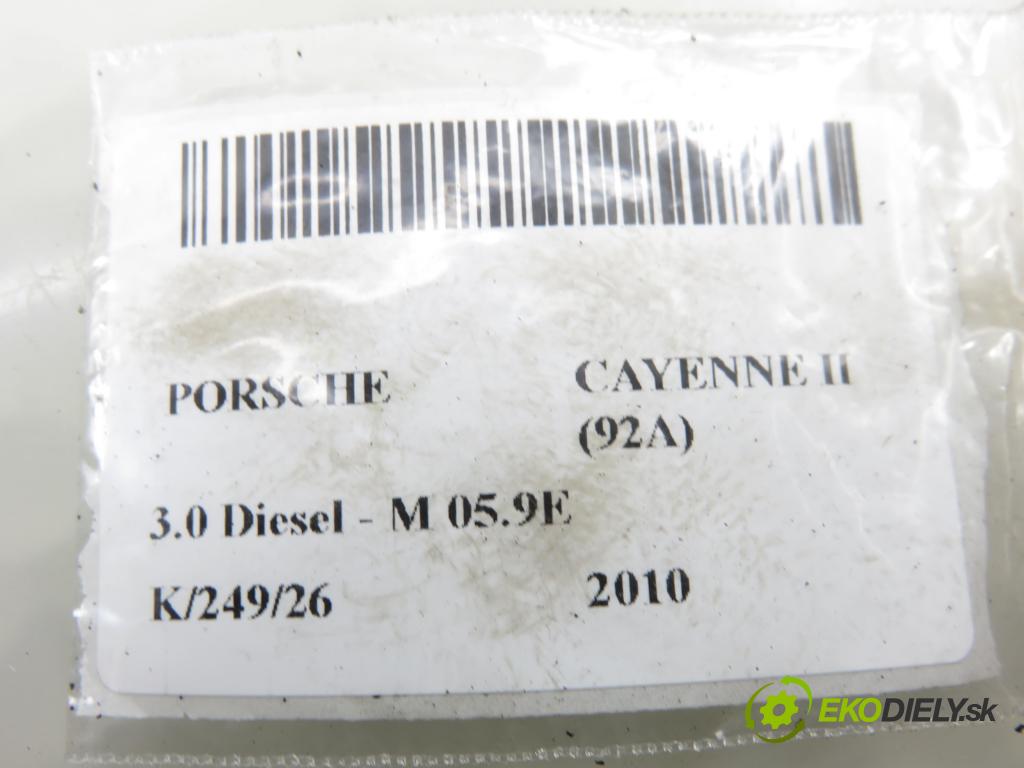 PORSCHE
CAYENNE II
(92A)
3.0 Diesel - M 05.9E
K/249/26
2010
EKODIELY.sk